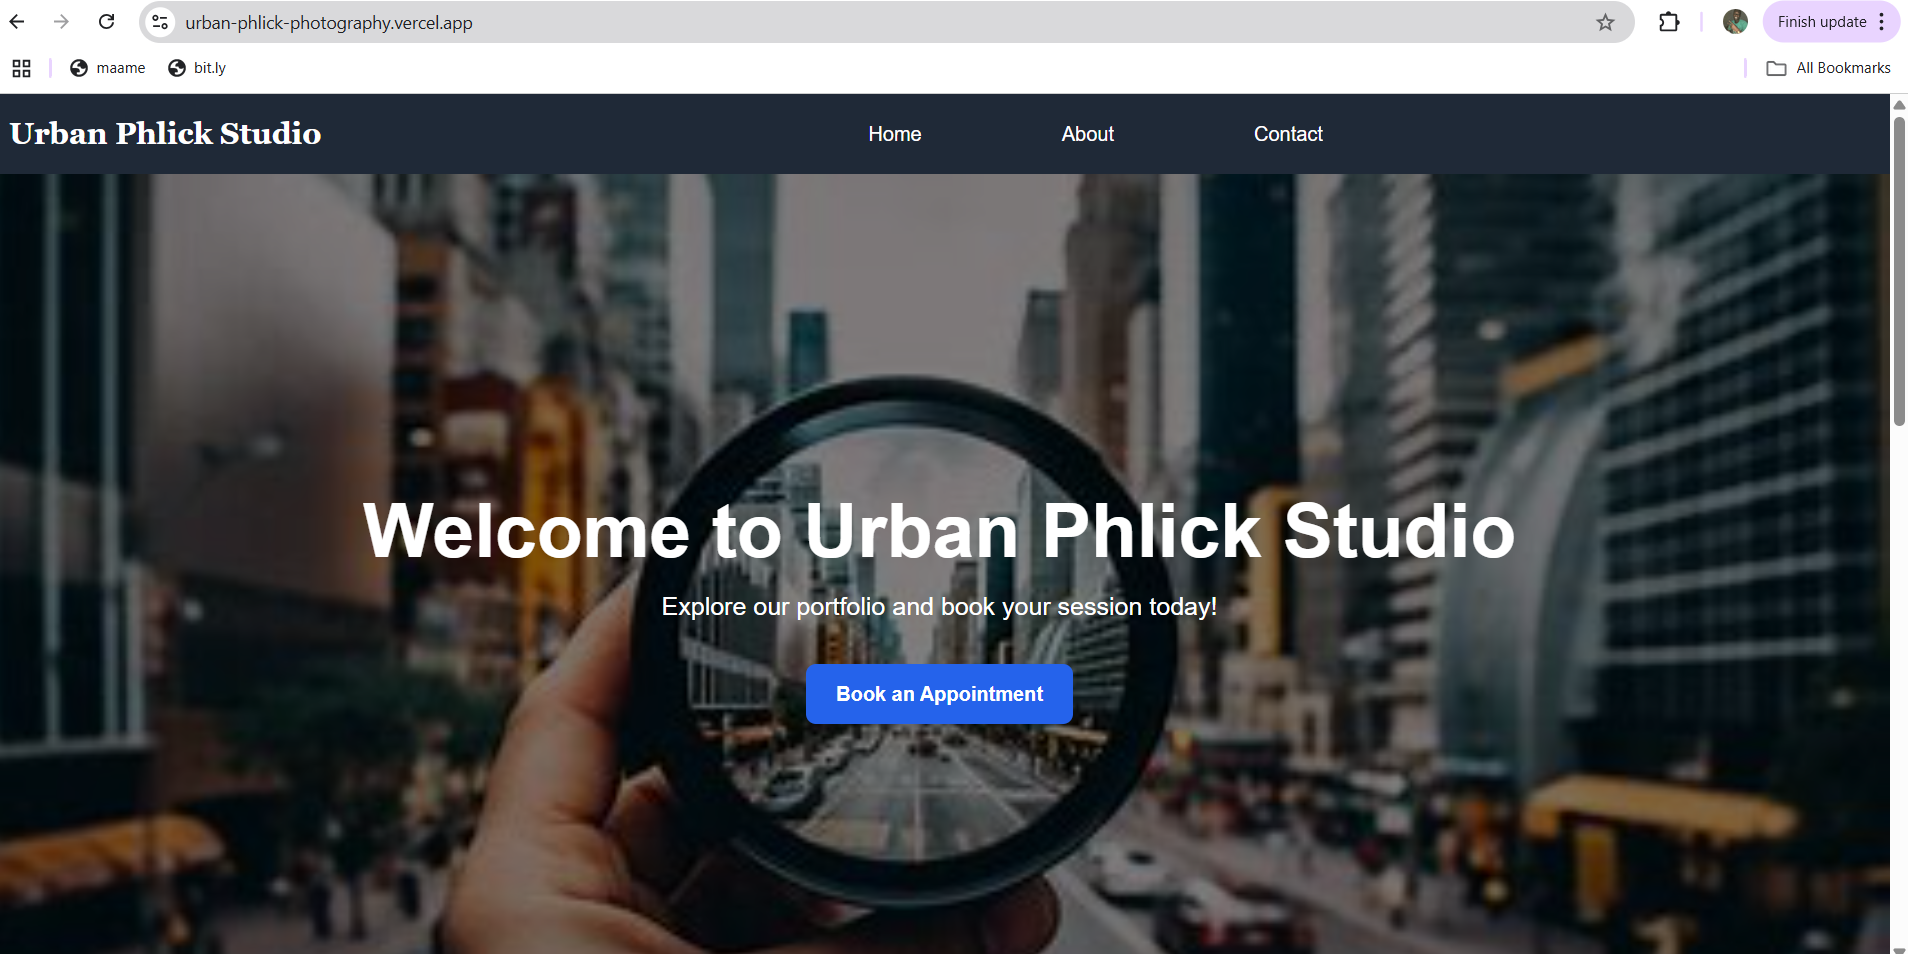 urban-phlick-photography.vercel.app
Finish update
maame
bit.ly
All Bookmarks
Urban Phlick Studio
Home
About
Contact
Welcome to Urban Phlick Studio
Explore our portfolio and book your session today!
Book an Appointment